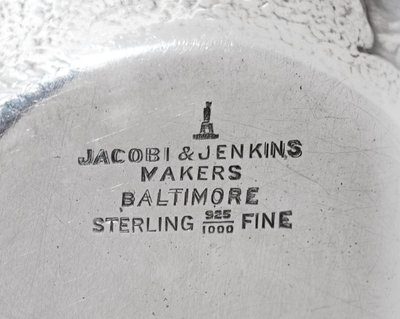 JACOBI & JENKINS
MAKERS
BALTIMORE
STERLING 925/1000 FINE